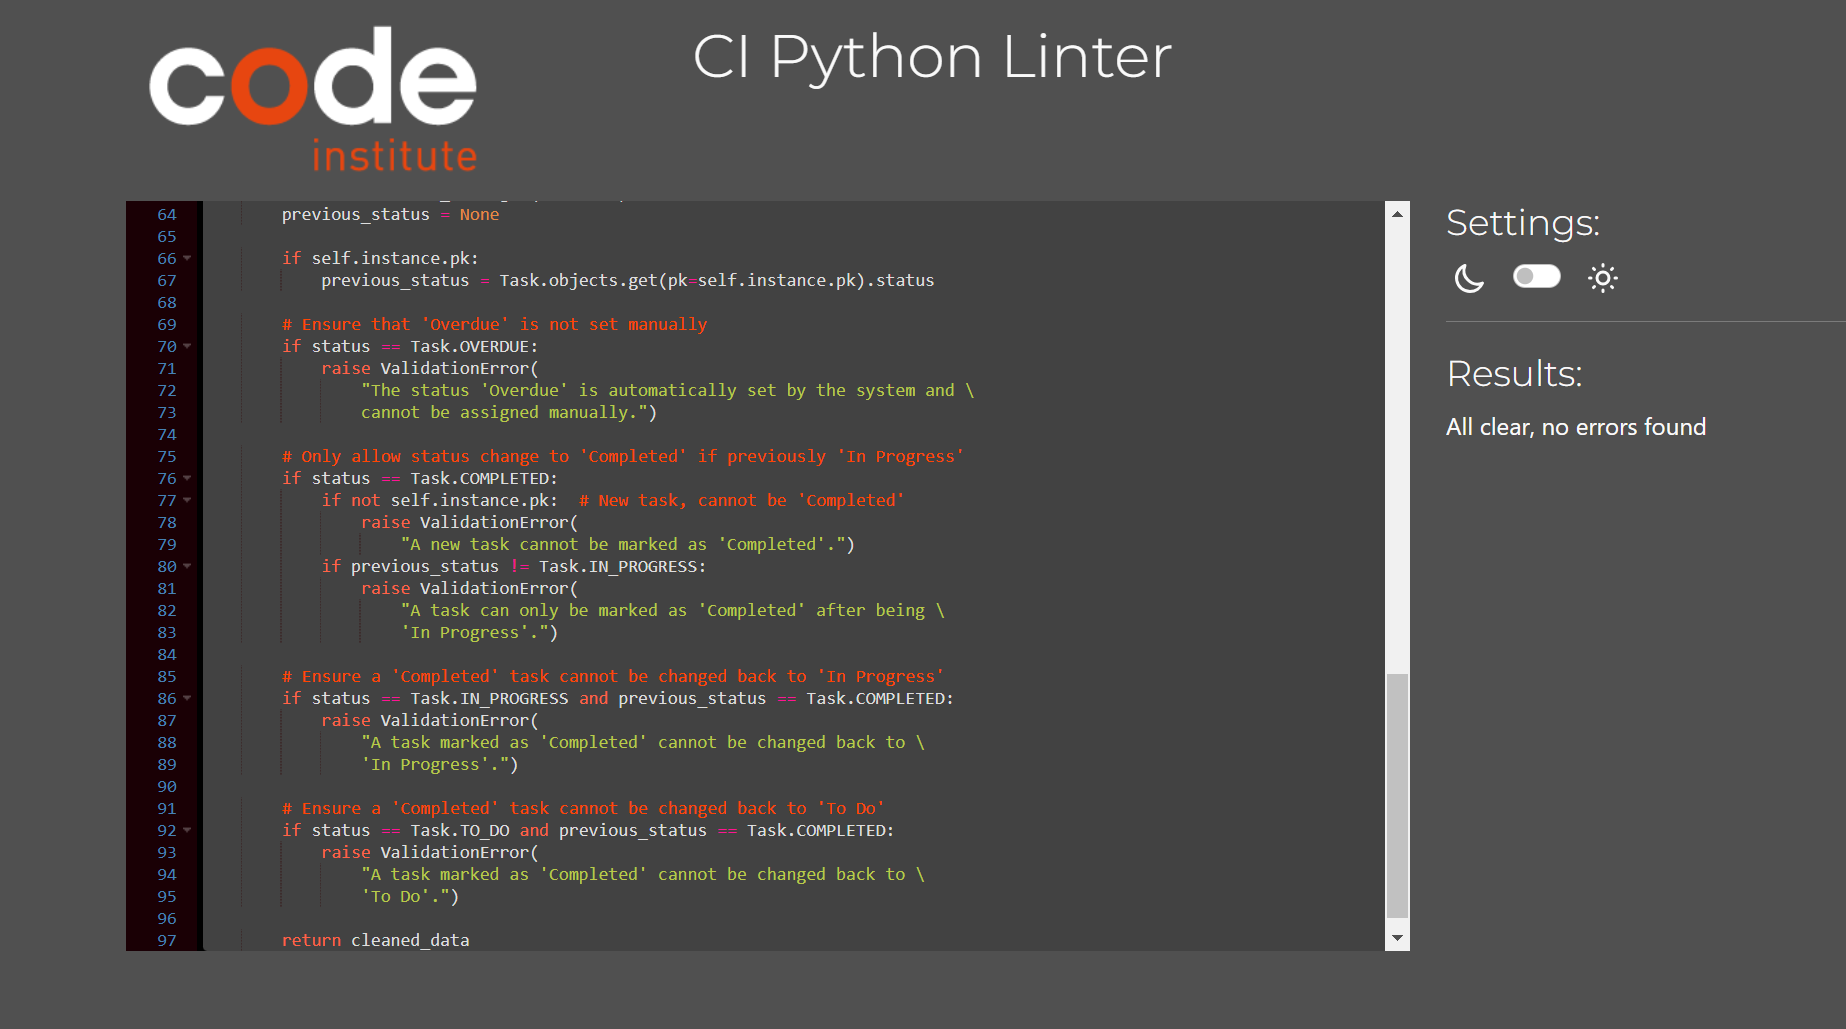 code
institute
CI Python Linter
64 previous_status = None
65
66 if self.instance.pk:
67 previous_status = Task.objects.get(pk=self.instance.pk).status
68
69 # Ensure that 'Overdue' is not set manually
70 if status == Task.OVERDUE:
71 raise ValidationError(
72 "The status 'Overdue' is automatically set by the system and \
73 cannot be assigned manually.")
74
75 # Only allow status change to 'Completed' if previously 'In Progress'
76 if status == Task.COMPLETED:
77 if not self.instance.pk:  # New task, cannot be 'Completed'
78 raise ValidationError(
79 "A new task cannot be marked as 'Completed'.")
80 if previous_status != Task.IN_PROGRESS:
81 raise ValidationError(
82 "A task can only be marked as 'Completed' after being \
83 'In Progress'.")
84
85 # Ensure a 'Completed' task cannot be changed back to 'In Progress'
86 if status == Task.IN_PROGRESS and previous_status == Task.COMPLETED:
87 raise ValidationError(
88 "A task marked as 'Completed' cannot be changed back to \
89 'In Progress'.")
90
91 # Ensure a 'Completed' task cannot be changed back to 'To Do'
92 if status == Task.TO_DO and previous_status == Task.COMPLETED:
93 raise ValidationError(
94 "A task marked as 'Completed' cannot be changed back to \
95 'To Do'.")
96
97 return cleaned_data
Settings:
Results:
All clear, no errors found